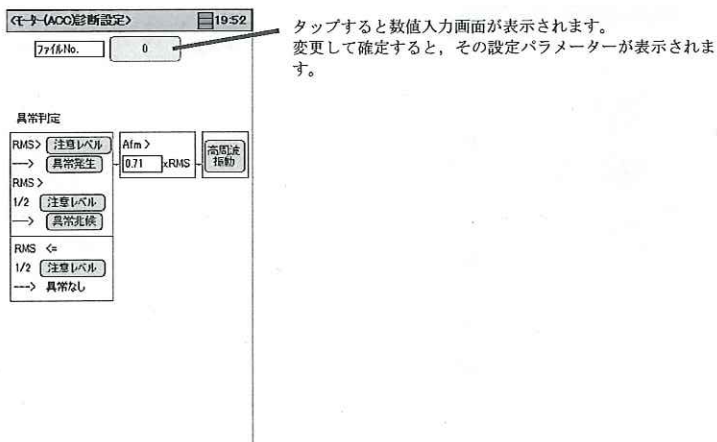 <モーター(ACC)診断設定> 19:52
ファイルNo. 0
タップすると数値入力画面が表示されます。
変更して確定すると，その設定パラメーターが表示されま
す。
異常判定
RMS> 注意レベル
---> 異常発生
RMS >
1/2 注意レベル
---> 異常兆候
RMS <=
1/2 注意レベル
---> 異常なし
Afm >
0.71 xRMS
高周波
振動